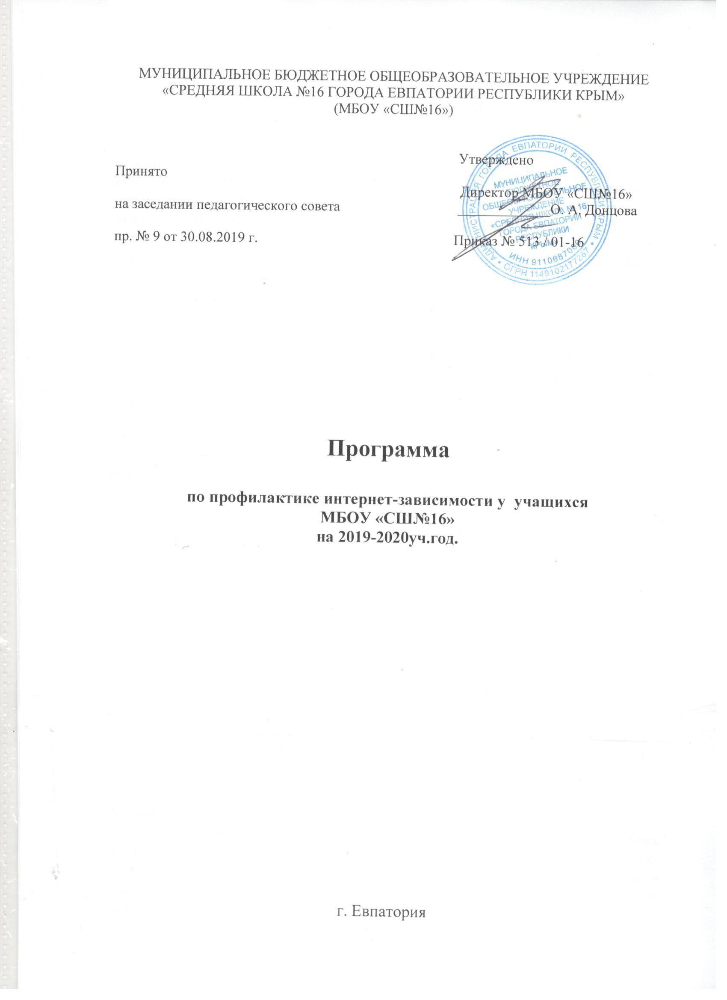 МУНИЦИПАЛЬНОЕ БЮДЖЕТНОЕ ОБЩЕОБРАЗОВАТЕЛЬНОЕ УЧРЕЖДЕНИЕ
«СРЕДНЯЯ ШКОЛА №16 ГОРОДА ЕВПАТОРИИ РЕСПУБЛИКИ КРЫМ»
(МБОУ «СШ№16»)
Принято
на заседании педагогического совета
пр. № 9 от 30.08.2019 г.
Утверждено
Директор МБОУ «СШ№16»
О. А. Донцова
Приказ № 513 / 01-16
АДМИНИСТРАЦИЯ ГОРОДА ЕВПАТОРИИ РЕСПУБЛИКИ КРЫМ •
• ОГРН 1149102177267
МУНИЦИПАЛЬНОЕ
БЮДЖЕТНОЕ
ОБЩЕОБРАЗОВАТЕЛЬНОЕ
УЧРЕЖДЕНИЕ
«СРЕДНЯЯ ШКОЛА № 16
ГОРОДА ЕВПАТОРИИ
РЕСПУБЛИКИ
КРЫМ»
ИНН
Программа
по профилактике интернет-зависимости у  учащихся
МБОУ «СШ№16»
на 2019-2020уч.год.
г. Евпатория